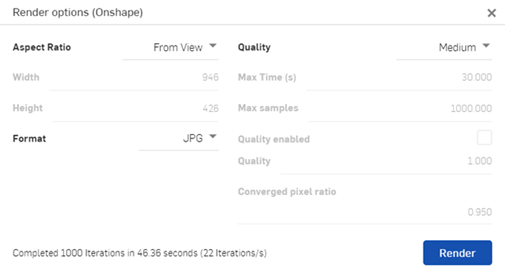 Render options (Onshape)
Aspect Ratio From View Quality Medium
Width 946 Max Time (s) 30.000
Height 426 Max samples 1000.000
Format JPG Quality enabled
Quality 1.000
Converged pixel ratio
0.950
Completed 1000 Iterations in 46.36 seconds (22 Iterations/s) Render